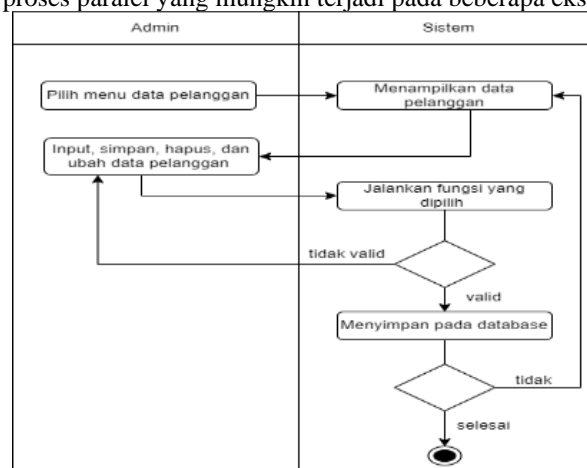 proses paralel yang mungkin terjadi pada beberapa eks
Admin
Sistem
Pilih menu data pelanggan
Menampilkan data
pelanggan
Input, simpan, hapus, dan
ubah data pelanggan
Jalankan fungsi yang
dipilih
tidak valid
valid
Menyimpan pada database
tidak
selesai